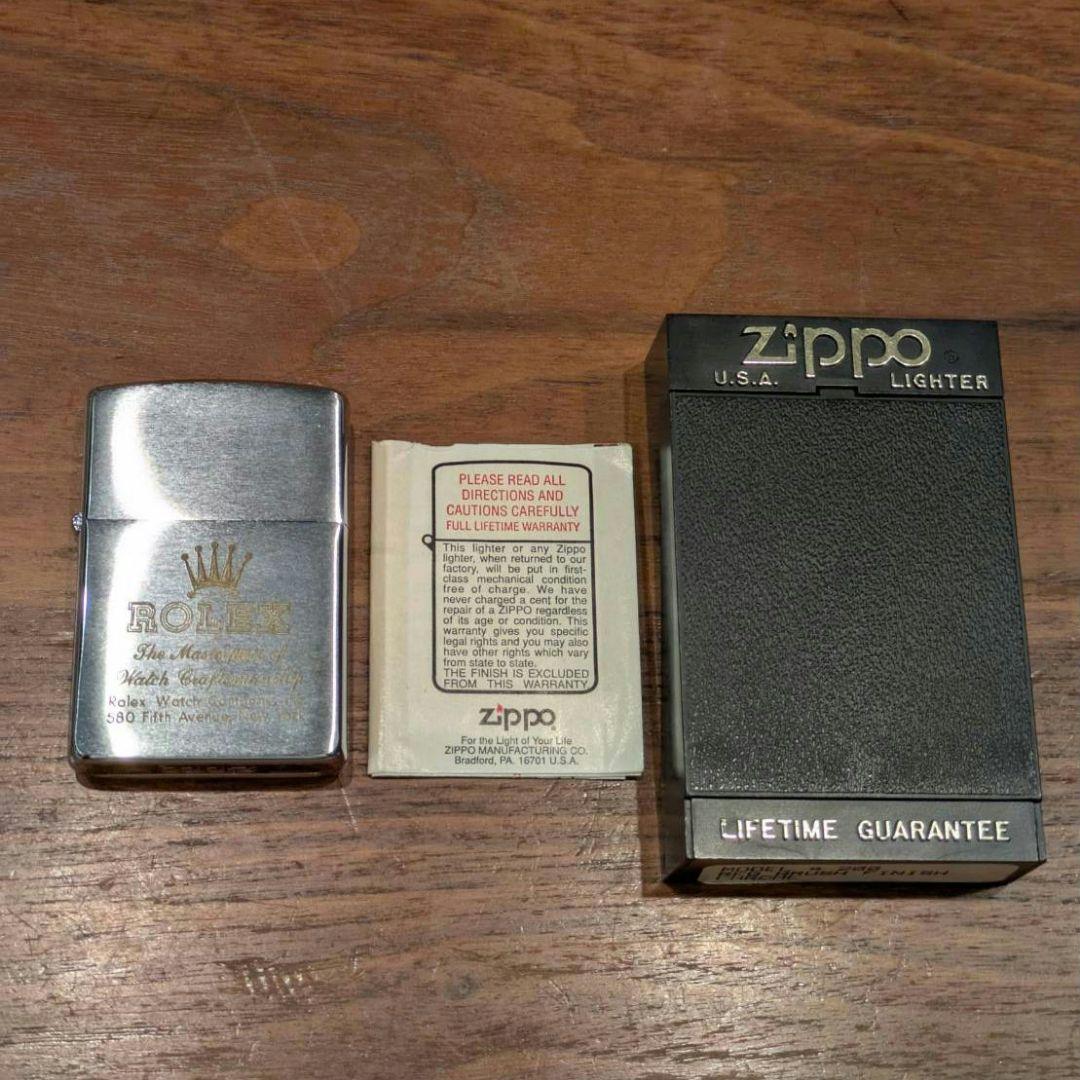 ROLEX
The Masterpiece of
Watch Craftsmanship
Rolex Watch
580 Fifth Avenue, New York
PLEASE READ ALL
DIRECTIONS AND
CAUTIONS CAREFULLY
FULL LIFETIME WARRANTY
This lighter or any Zippo
lighter, when returned to our
factory, will be put in first-
class mechanical condition
free of charge. We have
never charged a cent for the
repair of a ZIPPO regardless
of its age or condition. This
warranty gives you specific
legal rights and you may also
have other rights which vary
from state to state.
THE FINISH IS EXCLUDED
FROM THIS WARRANTY
zippo
For the Light of Your Life
ZIPPO MANUFACTURING CO.
Bradford, PA. 16701 U.S.A.
zippo®
U.S.A. LIGHTER
LIFETIME GUARANTEE
BRUSH FINISH